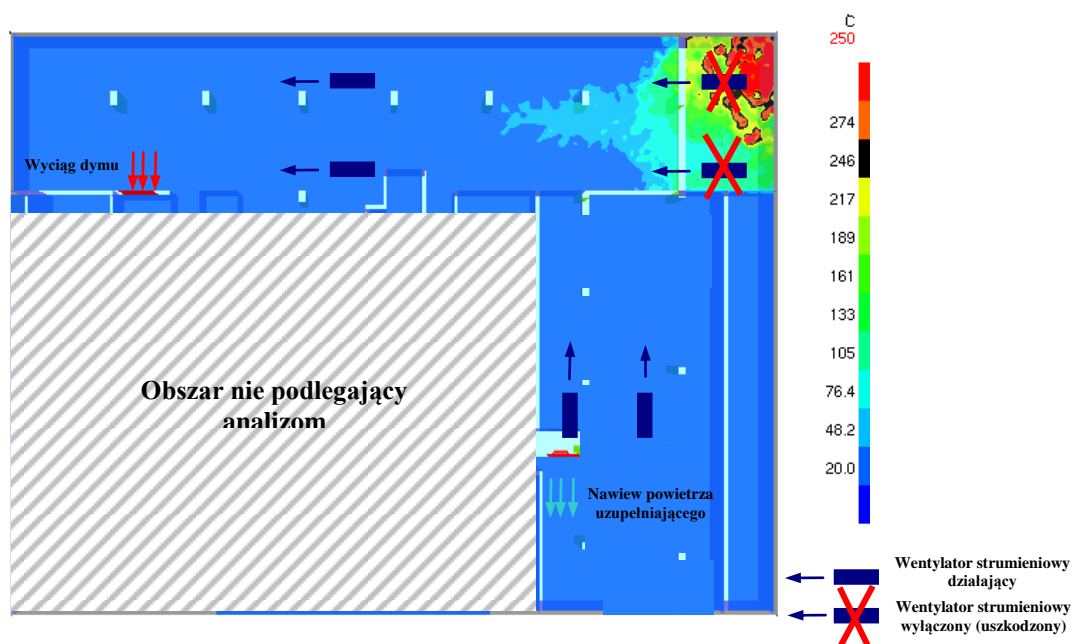 C
250
274
246
217
189
161
133
105
76.4
48.2
20.0
Wyciąg dymu
Obszar nie podlegający
analizom
Nawiew powietrza
uzupełniającego
Wentylator strumieniowy
działający
Wentylator strumieniowy
wyłączony (uszkodzony)